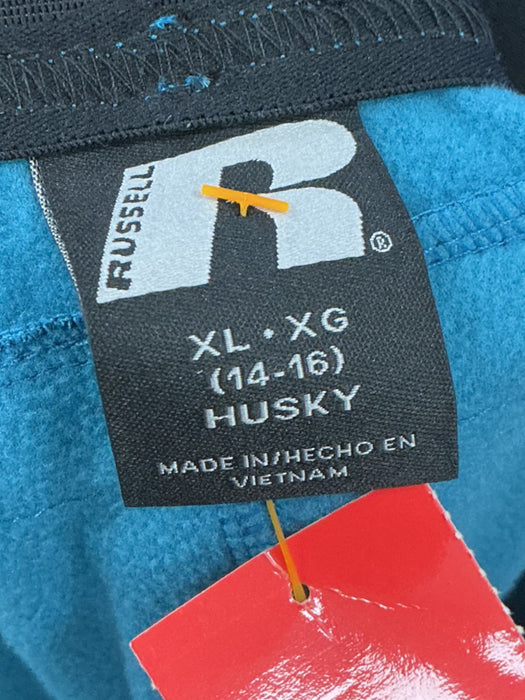 RUSSELL
R®
XL • XG
(14-16)
HUSKY
MADE IN/HECHO EN
VIETNAM